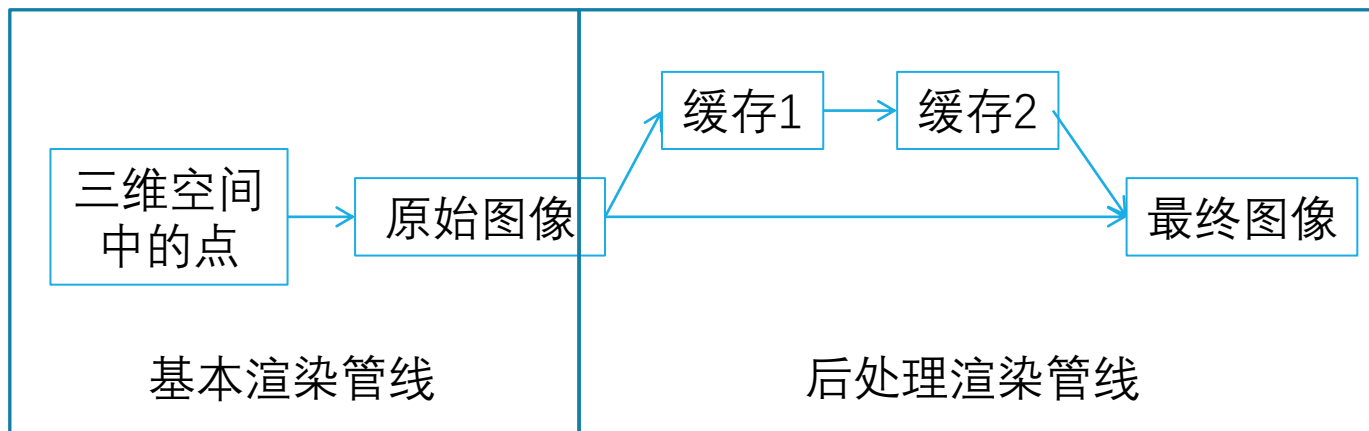 三维空间
中的点
原始图像
缓存1
缓存2
最终图像
基本渲染管线
后处理渲染管线